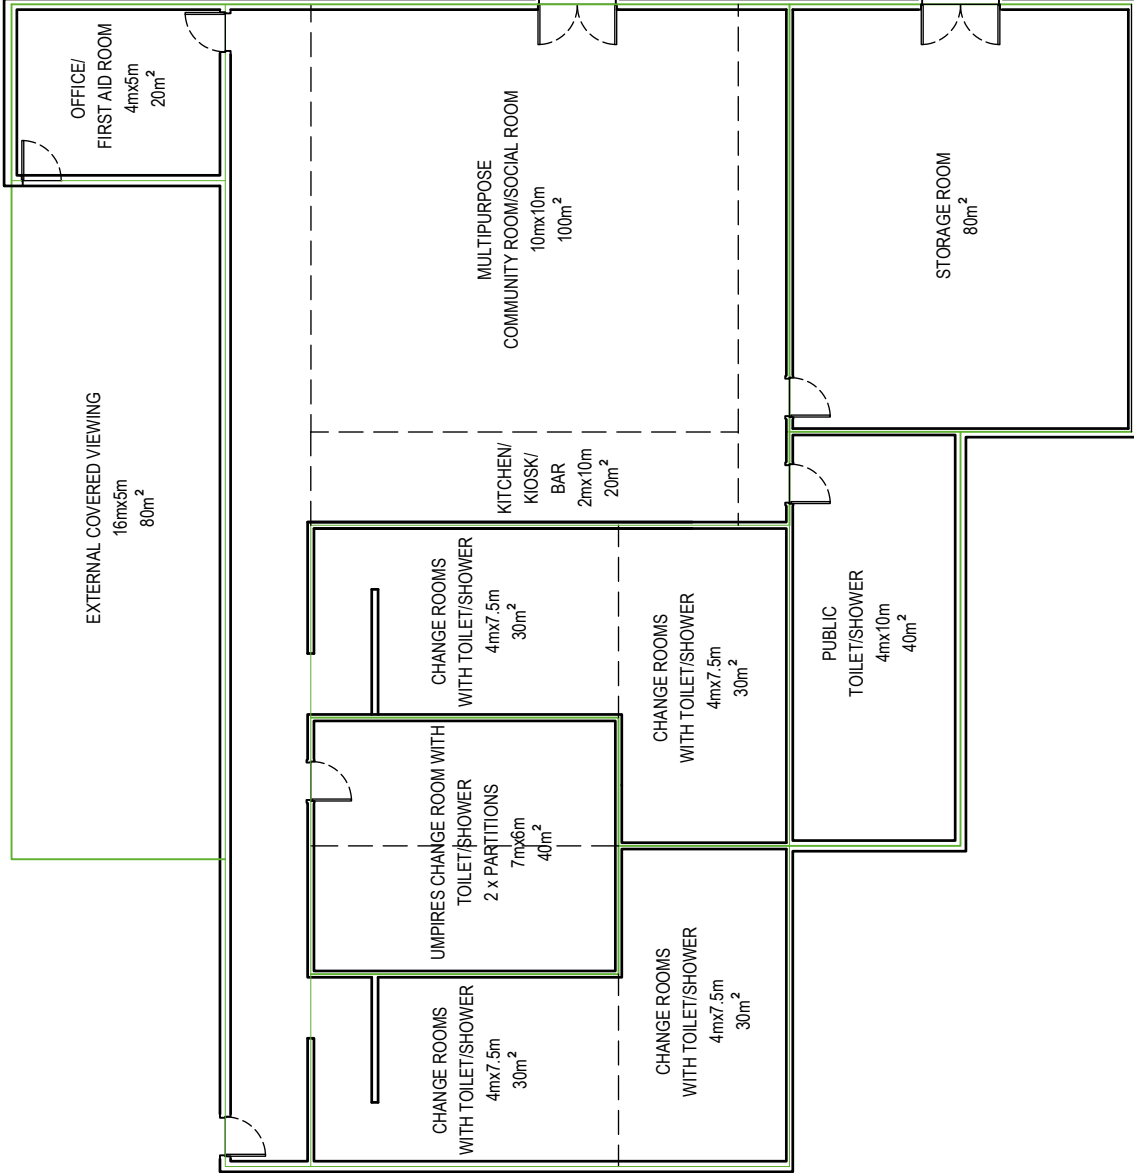 OFFICE/
FIRST AID ROOM
4mx5m
20m²
EXTERNAL COVERED VIEWING
16mx5m
80m²
MULTIPURPOSE
COMMUNITY ROOM/SOCIAL ROOM
10mx10m
100m²
STORAGE ROOM
80m²
KITCHEN/
KIOSK/
BAR
2mx10m
20m²
CHANGE ROOMS
WITH TOILET/SHOWER
4mx7.5m
30m²
CHANGE ROOMS
WITH TOILET/SHOWER
4mx7.5m
30m²
PUBLIC
TOILET/SHOWER
4mx10m
40m²
UMPIRES CHANGE ROOM WITH
TOILET/SHOWER
2 x PARTITIONS
7mx6m
40m²
CHANGE ROOMS
WITH TOILET/SHOWER
4mx7.5m
30m²
CHANGE ROOMS
WITH TOILET/SHOWER
4mx7.5m
30m²